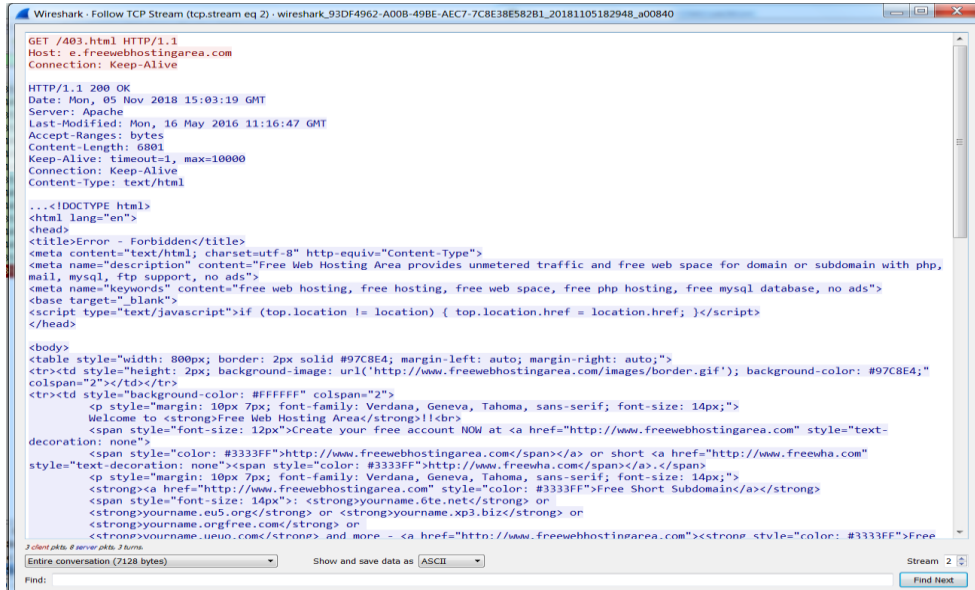 Wireshark · Follow TCP Stream (tcp.stream eq 2) · wireshark_93DF4962-A00B-49BE-AEC7-7C8E38E582B1_20181105182948_a00840
GET /403.html HTTP/1.1
Host: e.freewebhostingarea.com
Connection: Keep-Alive
HTTP/1.1 200 OK
Date: Mon, 05 Nov 2018 15:03:19 GMT
Server: Apache
Last-Modified: Mon, 16 May 2016 11:16:47 GMT
Accept-Ranges: bytes
Content-Length: 6801
Keep-Alive: timeout=1, max=10000
Connection: Keep-Alive
Content-Type: text/html
...<!DOCTYPE html>
<html lang="en">
<head>
<title>Error - Forbidden</title>
<meta content="text/html; charset=utf-8" http-equiv="Content-Type">
<meta name="description" content="Free Web Hosting Area provides unmetered traffic and free web space for domain or subdomain with php,
mail, mysql, ftp support, no ads">
<meta name="keywords" content="free web hosting, free hosting, free web space, free php hosting, free mysql database, no ads">
<base target="_blank">
<script type="text/javascript">if (top.location != location) { top.location.href = location.href; }</script>
</head>
<body>
<table style="width: 800px; border: 2px solid #97C8E4; margin-left: auto; margin-right: auto;">
<tr><td style="height: 2px; background-image: url('http://www.freewebhostingarea.com/images/border.gif'); background-color: #97C8E4;"
colspan="2"></td></tr>
<tr><td style="background-color: #FFFFFF" colspan="2">
<p style="margin: 10px 7px; font-family: Verdana, Geneva, Tahoma, sans-serif; font-size: 14px;">
Welcome to <strong>Free Web Hosting Area</strong>!!<br>
<span style="font-size: 12px">Create your free account NOW at <a href="http://www.freewebhostingarea.com" style="text-
decoration: none">
<span style="color: #3333FF">http://www.freewebhostingarea.com</span></a> or short <a href="http://www.freewha.com"
style="text-decoration: none"><span style="color: #3333FF">http://www.freewha.com</span></a>.</span>
<p style="margin: 10px 7px; font-family: Verdana, Geneva, Tahoma, sans-serif; font-size: 14px;">
<strong><a href="http://www.freewebhostingarea.com" style="color: #3333FF">Free Short Subdomain</a></strong>
<span style="font-size: 14px">: <strong>yourname.6te.net</strong> or
<strong>yourname.eu5.org</strong> or <strong>yourname.xp3.biz</strong> or
<strong>yourname.orgfree.com</strong> or
<strong>yourname.ueuo.com</strong> and more - <a href="http://www.freewebhostingarea.com"><strong style="color: #3333FF">Free
3 client pkts, 8 server pkts, 3 turns.
Entire conversation (7128 bytes)
Show and save data as ASCII
Stream 2
Find:
Find Next